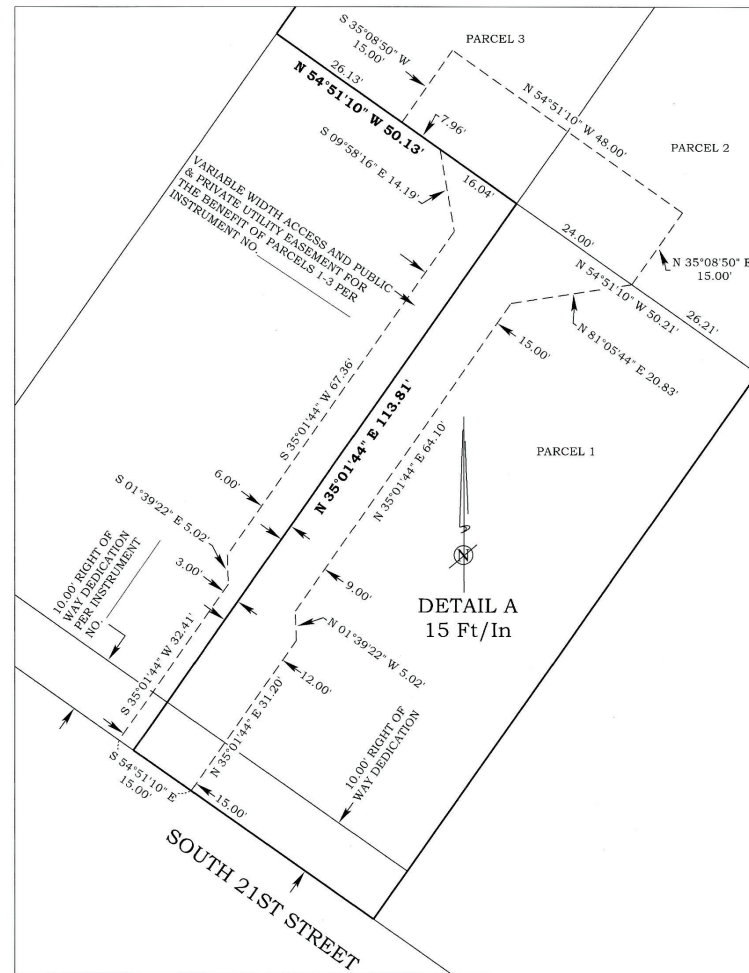 S 35°08'50" W
15.00'
PARCEL 3
26.13'
N 54°51'10" W 50.13'
7.96'
N 54°51'10" W 48.00'
PARCEL 2
S 09°58'16" E 14.19'
16.04'
VARIABLE WIDTH ACCESS AND PUBLIC
& PRIVATE UTILITY EASEMENT FOR
THE BENEFIT OF PARCELS 1-3 PER
INSTRUMENT NO.
24.00'
N 54°51'10" W 50.21'
N 35°08'50" E
15.00'
26.21'
N 81°05'44" E 20.83'
15.00'
S 35°01'44" W 67.36'
N 35°01'44" E 113.81'
N 35°01'44" E 64.10'
PARCEL 1
6.00'
S 01°39'22" E 5.02'
3.00'
N
10.00' RIGHT OF
WAY DEDICATION
PER INSTRUMENT
NO.
9.00'
DETAIL A
15 Ft/In
N 01°39'22" W 5.02'
S 35°01'44" W 32.41'
12.00'
N 35°01'44" E 31.20'
10.00' RIGHT OF
WAY DEDICATION
S 54°51'10" E
15.00'
15.00'
SOUTH 21ST STREET